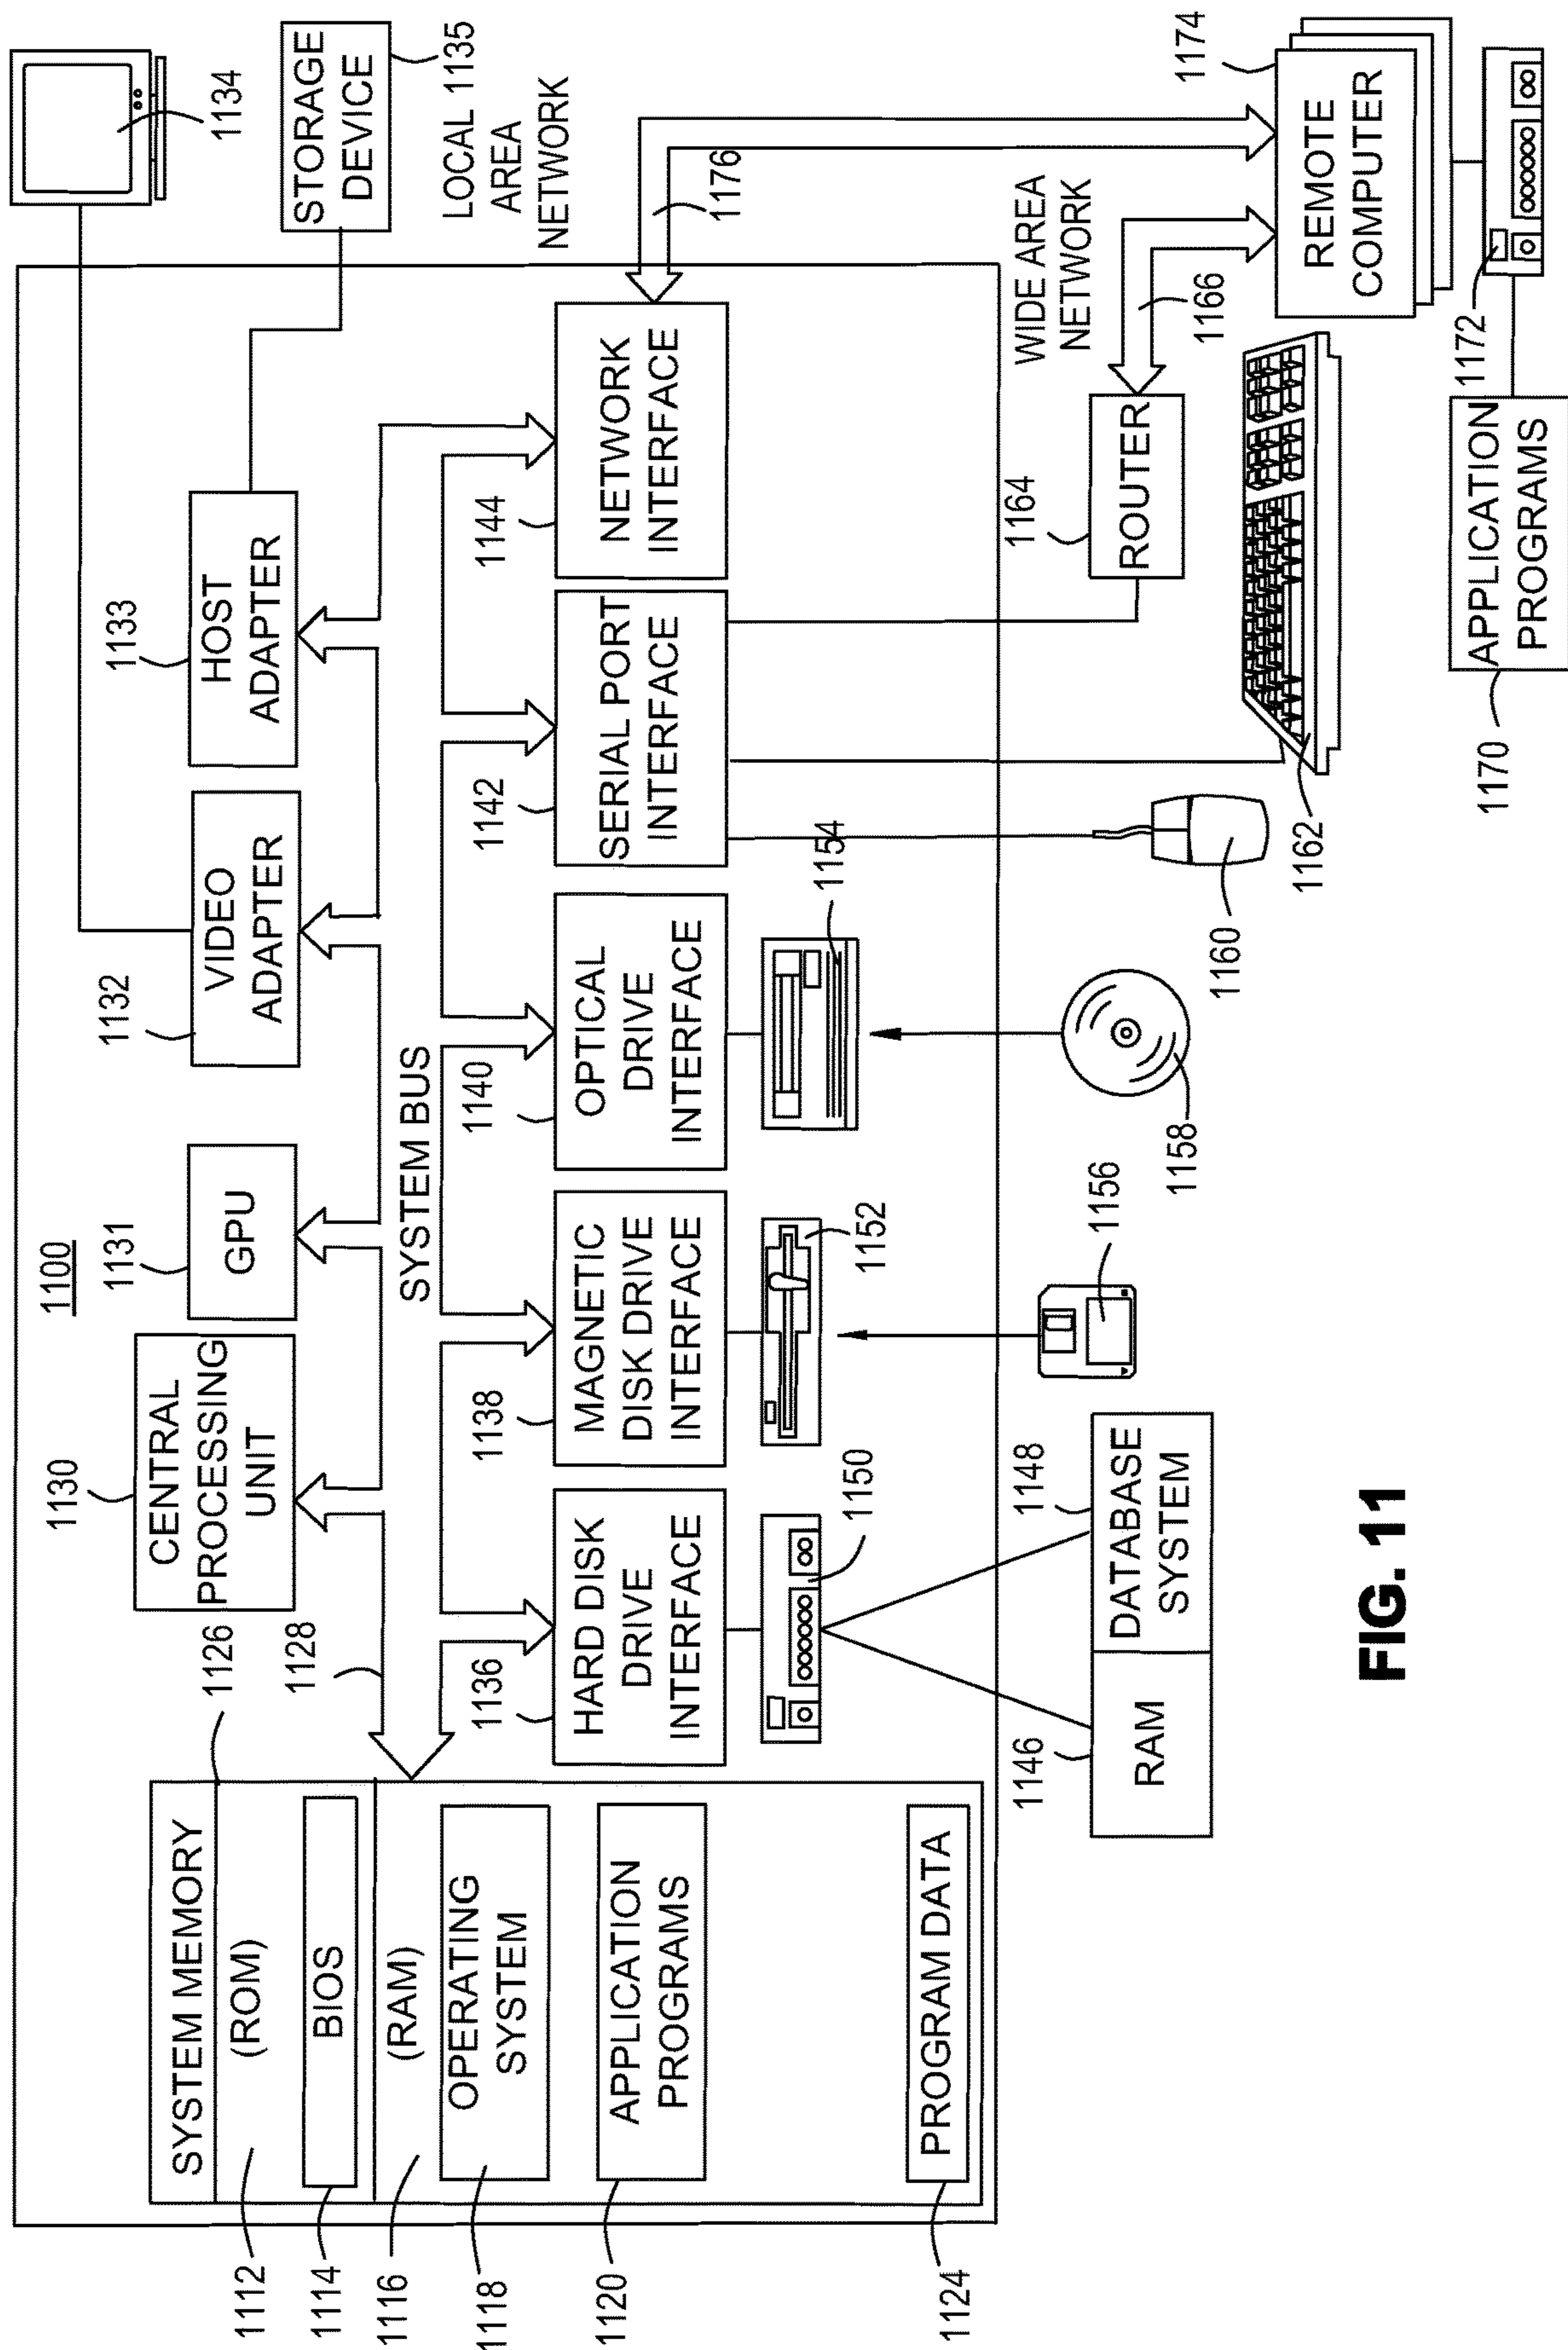 1100
1134
STORAGE
DEVICE
1135
LOCAL
AREA
NETWORK
1130
CENTRAL
PROCESSING
UNIT
1131
GPU
1132
VIDEO
ADAPTER
1133
HOST
ADAPTER
1126
1128
SYSTEM BUS
SYSTEM MEMORY
1112
(ROM)
1114
BIOS
1116
(RAM)
1118
OPERATING
SYSTEM
1120
APPLICATION
PROGRAMS
1124
PROGRAM DATA
1136
HARD DISK
DRIVE
INTERFACE
1138
MAGNETIC
DISK DRIVE
INTERFACE
1140
OPTICAL
DRIVE
INTERFACE
1142
SERIAL PORT
INTERFACE
1144
NETWORK
INTERFACE
1176
1150
1152
1154
1146
RAM
1148
DATABASE
SYSTEM
1156
1158
1160
1162
1164
ROUTER
WIDE AREA
NETWORK
1166
1174
REMOTE
COMPUTER
1172
1170
APPLICATION
PROGRAMS
FIG. 11